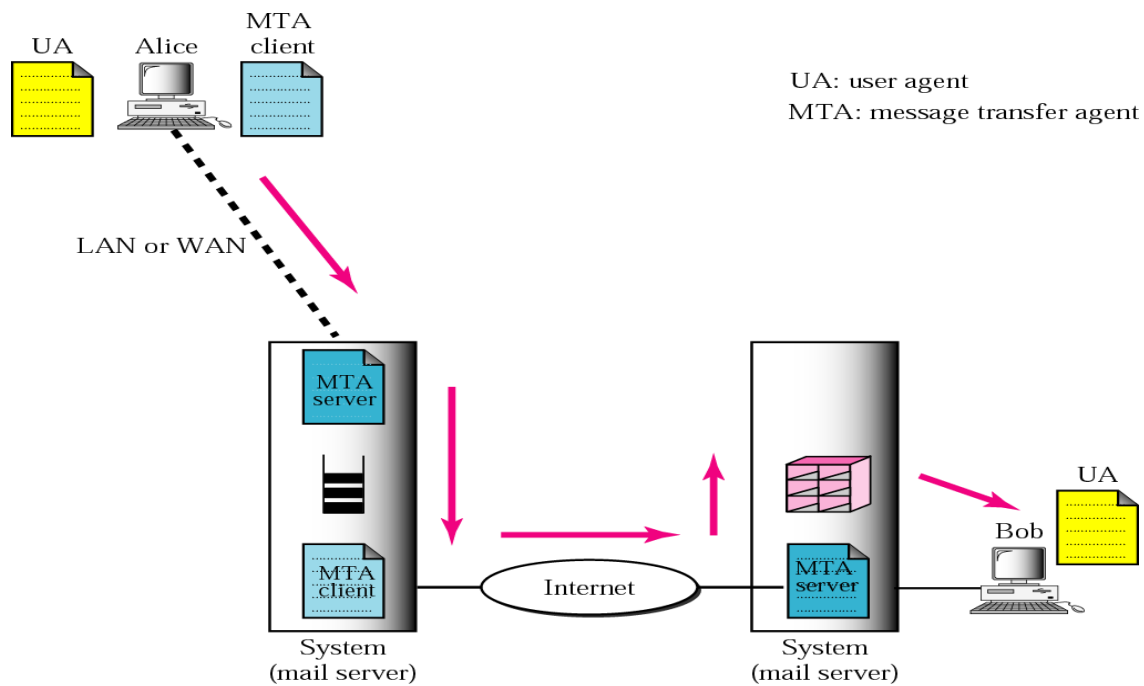 MTA
client
UA
Alice
UA: user agent
MTA: message transfer agent
LAN or WAN
MTA
server
MTA
client
System
(mail server)
Internet
MTA
server
System
(mail server)
UA
Bob